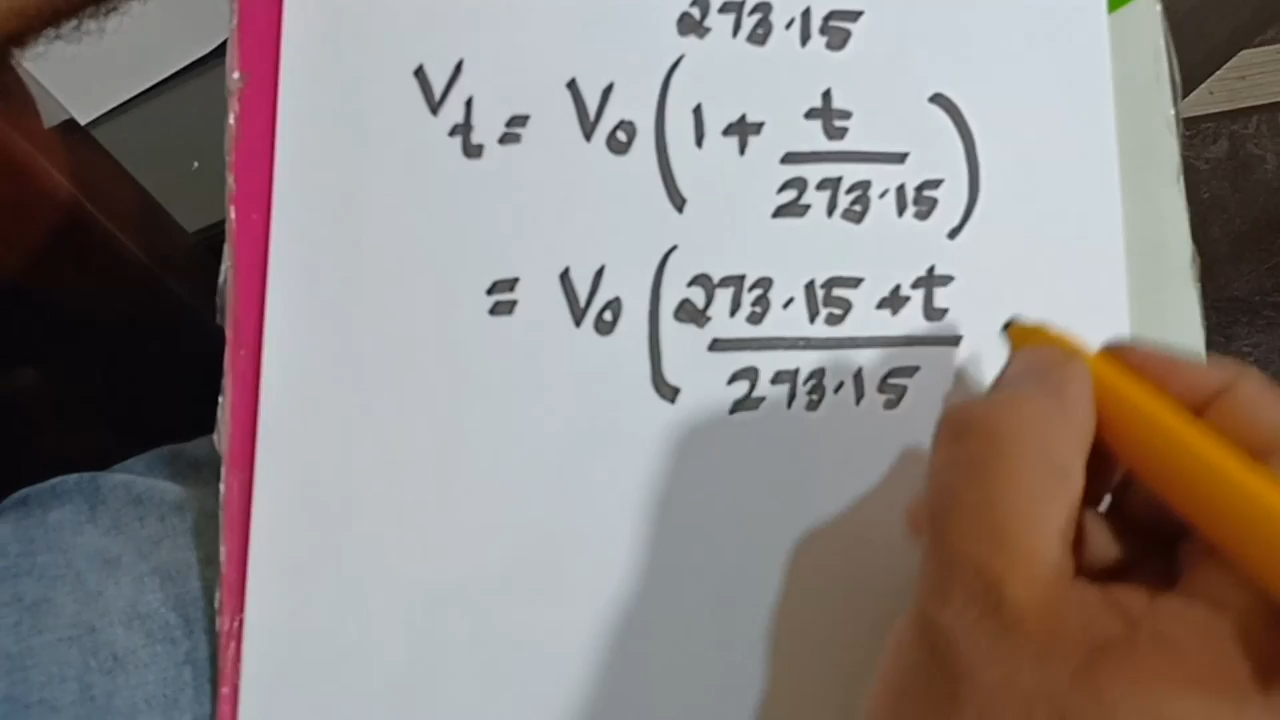 273.15
Vt = V0 (1 + t/273.15)
= V0 (273.15 + t/273.15